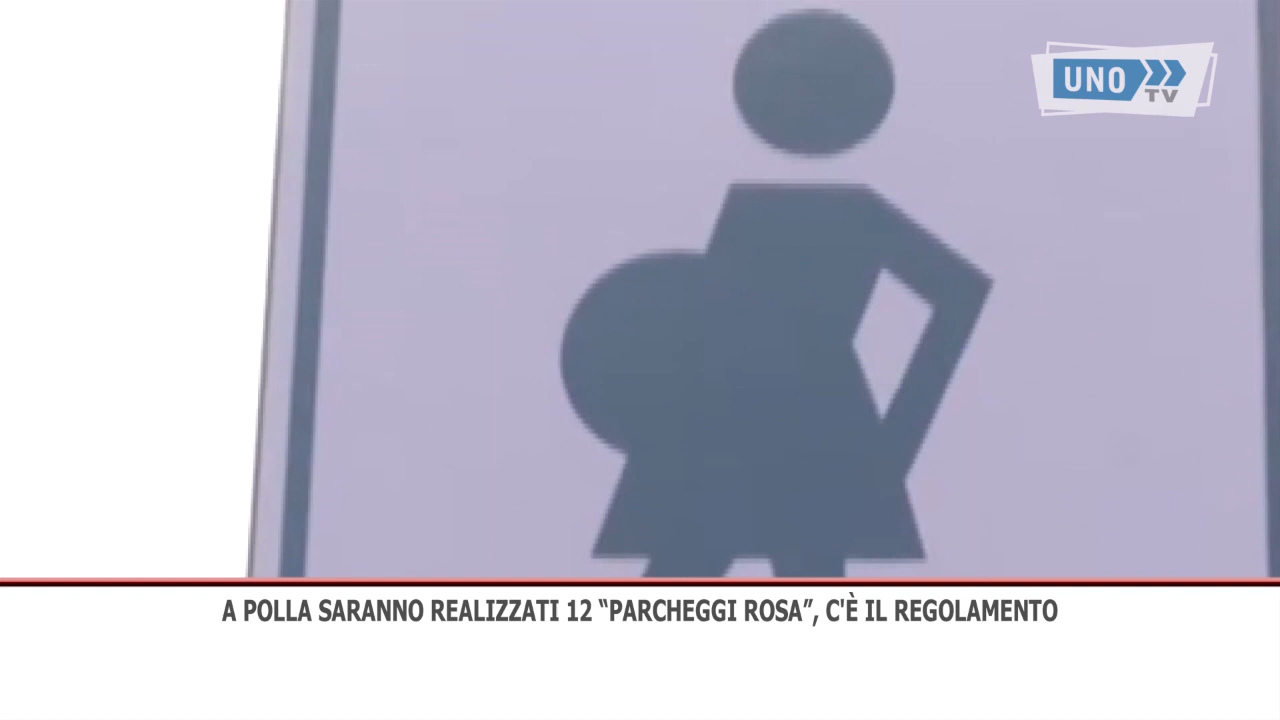 UNO
TV
A POLLA SARANNO REALIZZATI 12 “PARCHEGGI ROSA”, C'È IL REGOLAMENTO